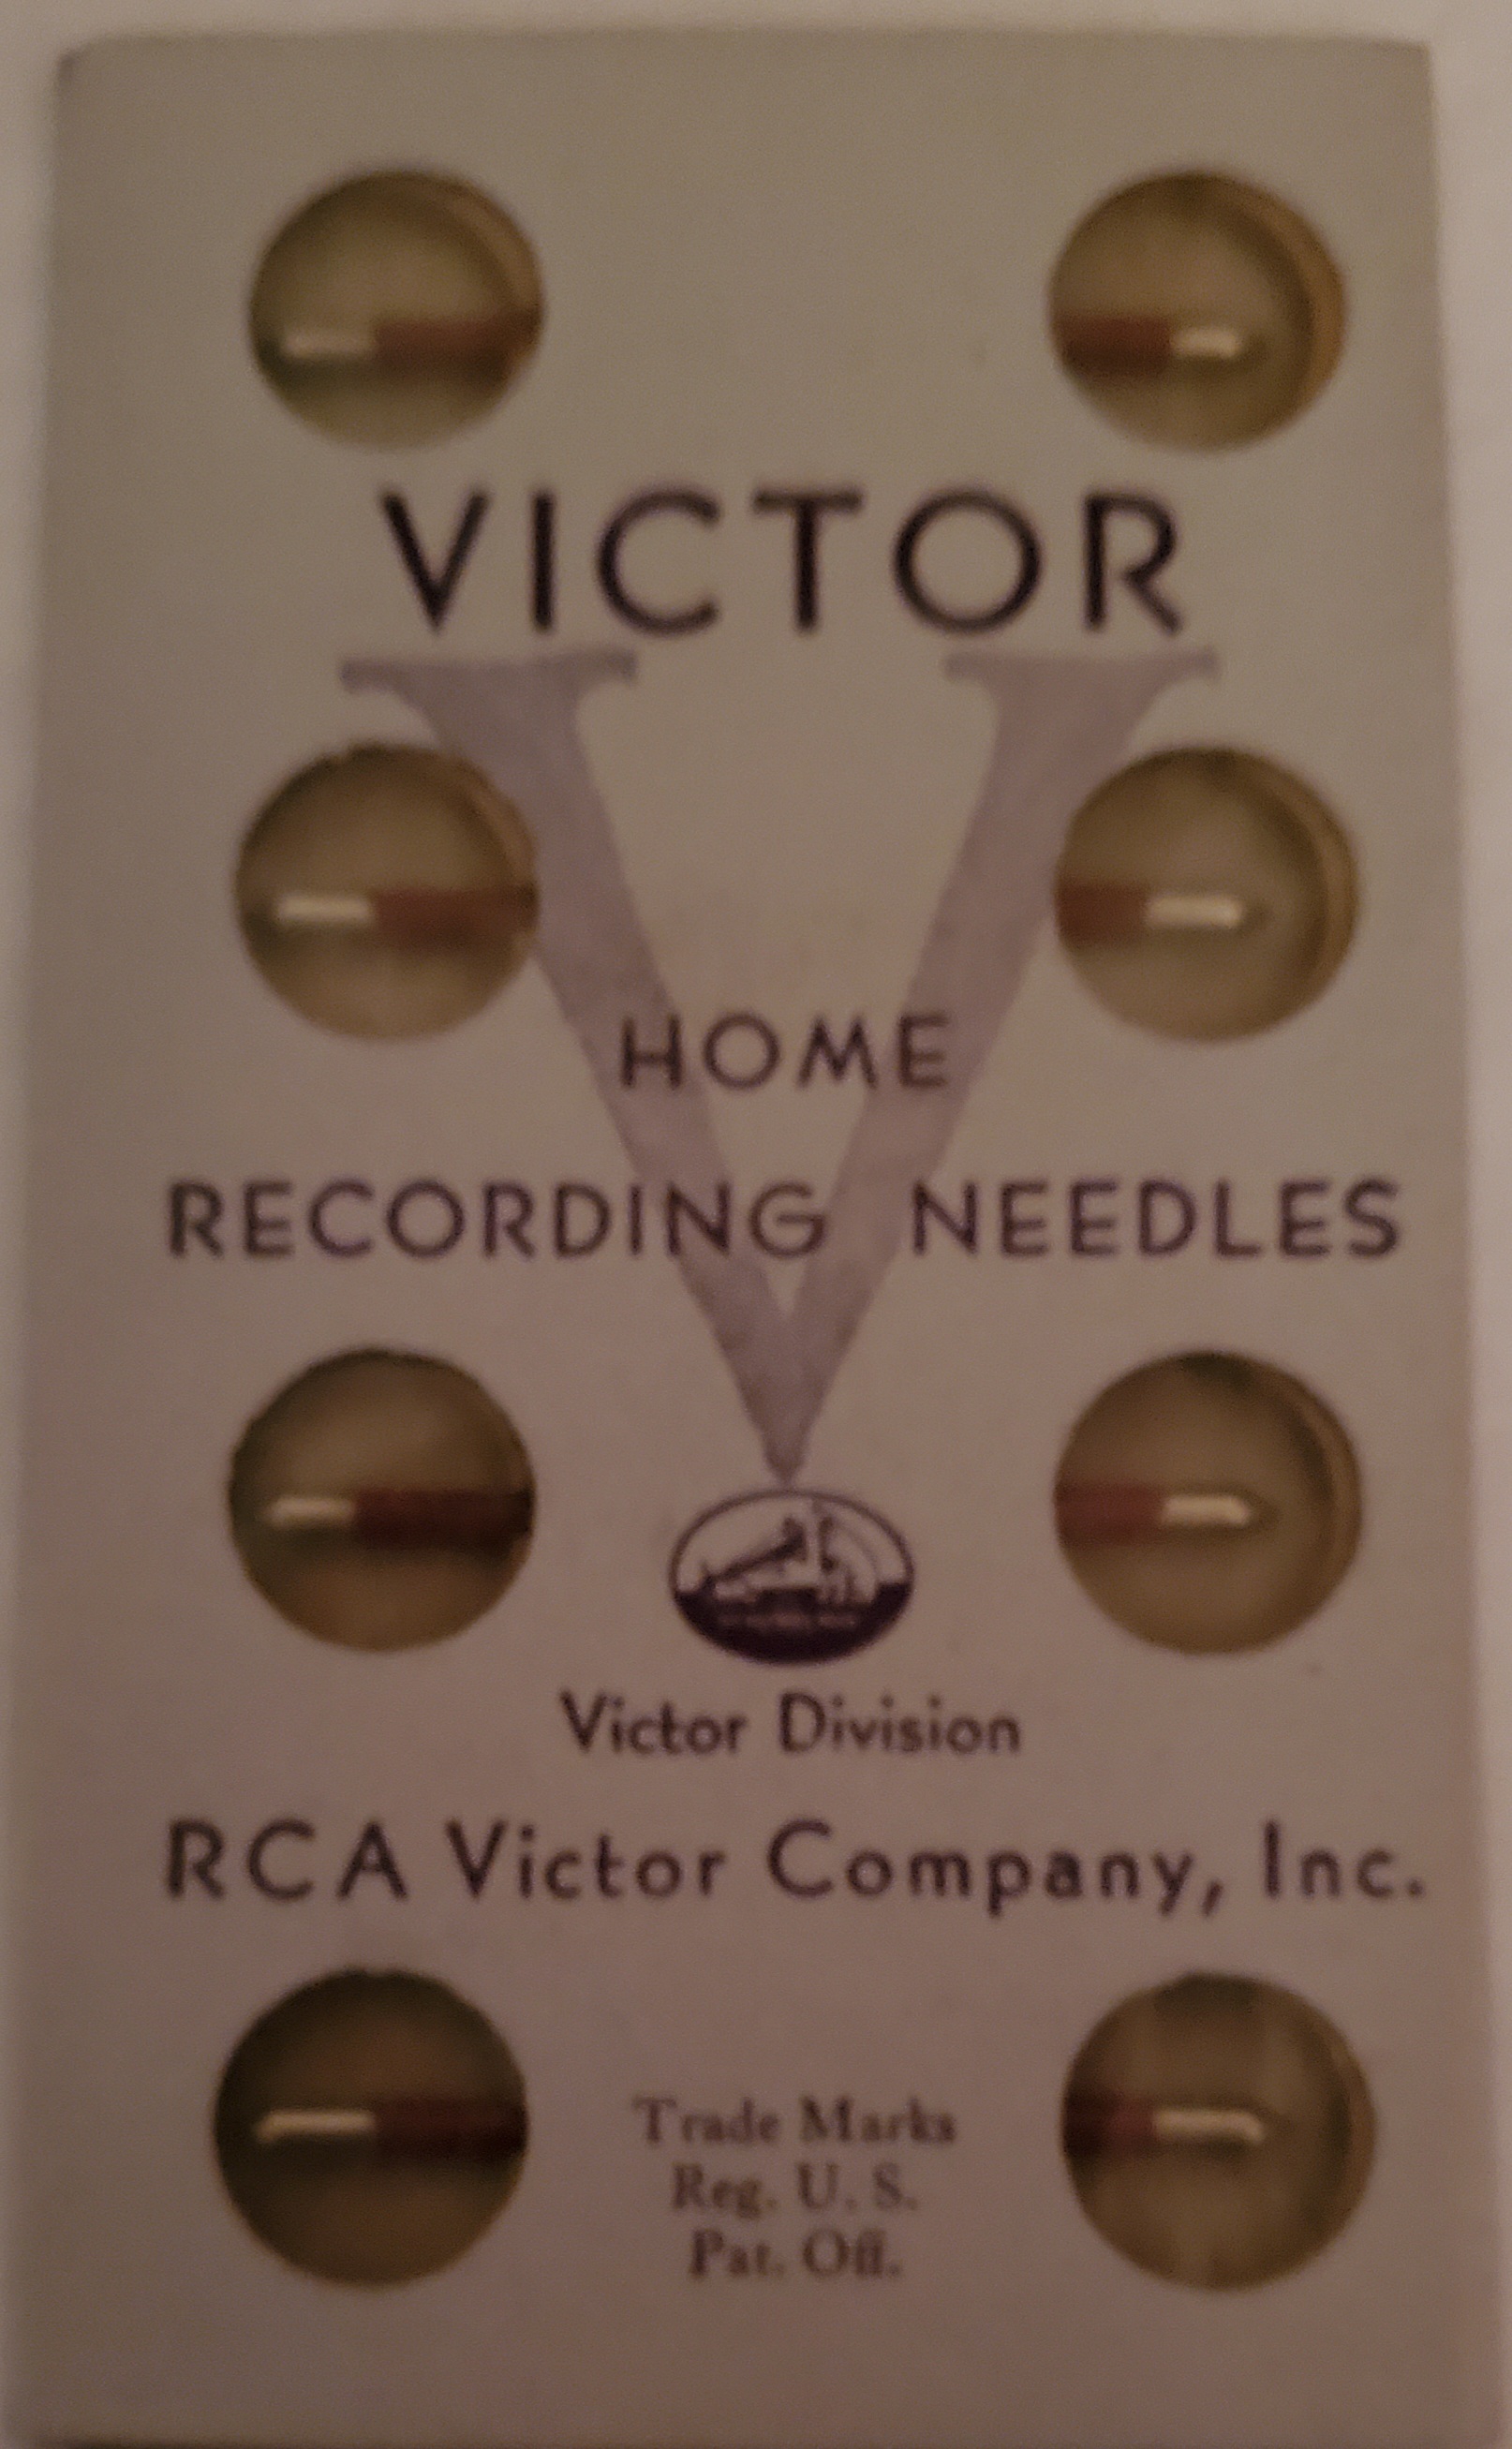 VICTOR
V
HOME
RECORDING NEEDLES
Victor Division
RCA Victor Company, Inc.
Trade Marks
Reg. U. S.
Pat. Off.